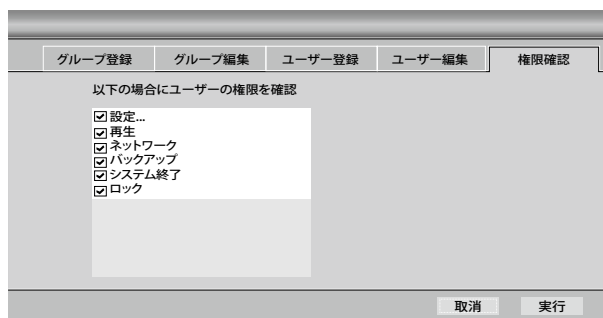 グループ登録 グループ編集 ユーザー登録 ユーザー編集 権限確認
以下の場合にユーザーの権限を確認
設定...
再生
ネットワーク
バックアップ
システム終了
ロック
取消 実行